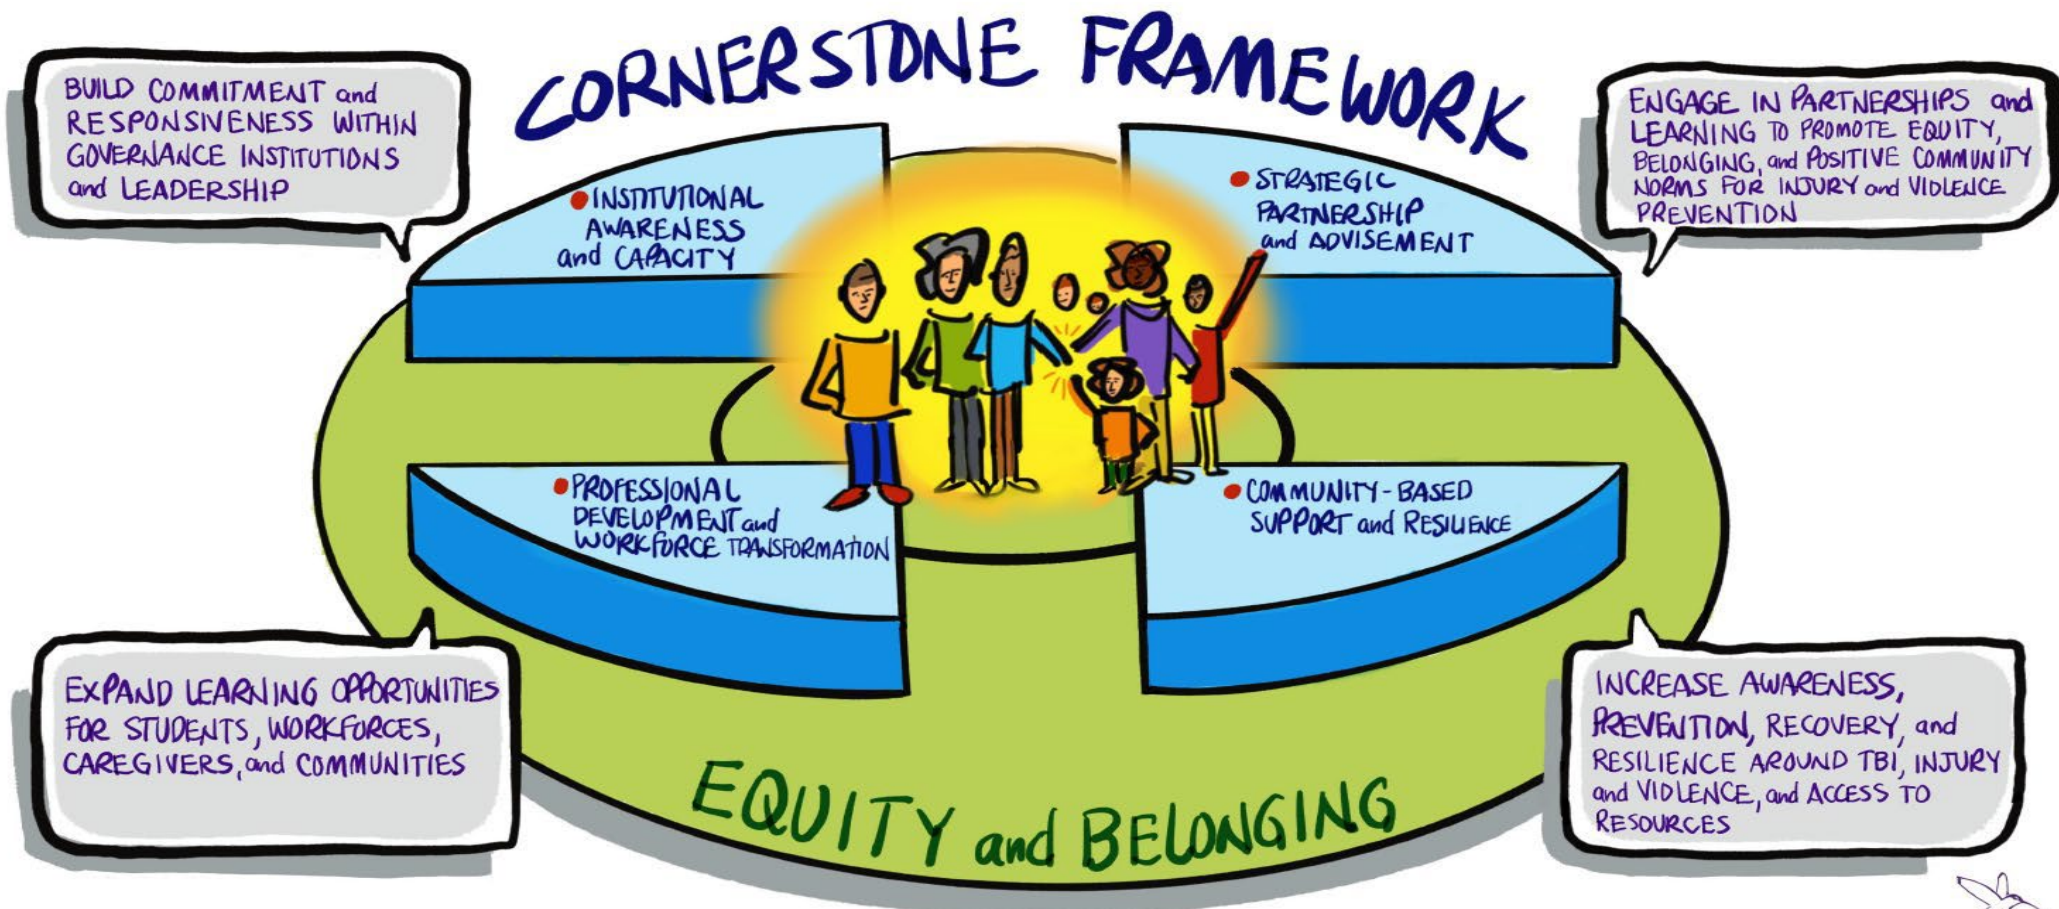 CORNERSTONE FRAMEWORK
BUILD COMMITMENT and
RESPONSIVENESS WITHIN
GOVERNANCE INSTITUTIONS
and LEADERSHIP
• INSTITUTIONAL
AWARENESS
and CAPACITY
• STRATEGIC
PARTNERSHIP
and ADVISEMENT
ENGAGE IN PARTNERSHIPS and
LEARNING TO PROMOTE EQUITY,
BELONGING, and POSITIVE COMMUNITY
NORMS FOR INJURY and VIOLENCE
PREVENTION
• PROFESSIONAL
DEVELOPMENT and
WORKFORCE TRANSFORMATION
• COMMUNITY-BASED
SUPPORT and RESILIENCE
EXPAND LEARNING OPPORTUNITIES
FOR STUDENTS, WORKFORCES,
CAREGIVERS, and COMMUNITIES
INCREASE AWARENESS,
PREVENTION, RECOVERY, and
RESILIENCE AROUND TBI, INJURY
and VIOLENCE, and ACCESS TO
RESOURCES
EQUITY and BELONGING